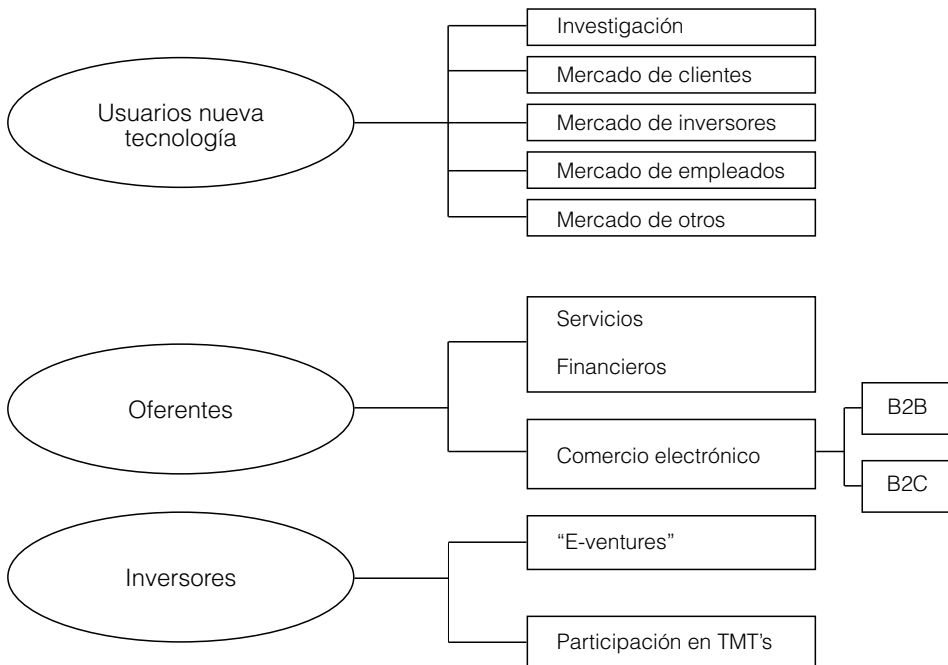 Investigación
Mercado de clientes
Usuarios nueva
tecnología
Mercado de inversores
Mercado de empleados
Mercado de otros
Servicios
Financieros
Oferentes
B2B
Comercio electrónico
B2C
“E-ventures”
Inversores
Participación en TMT’s